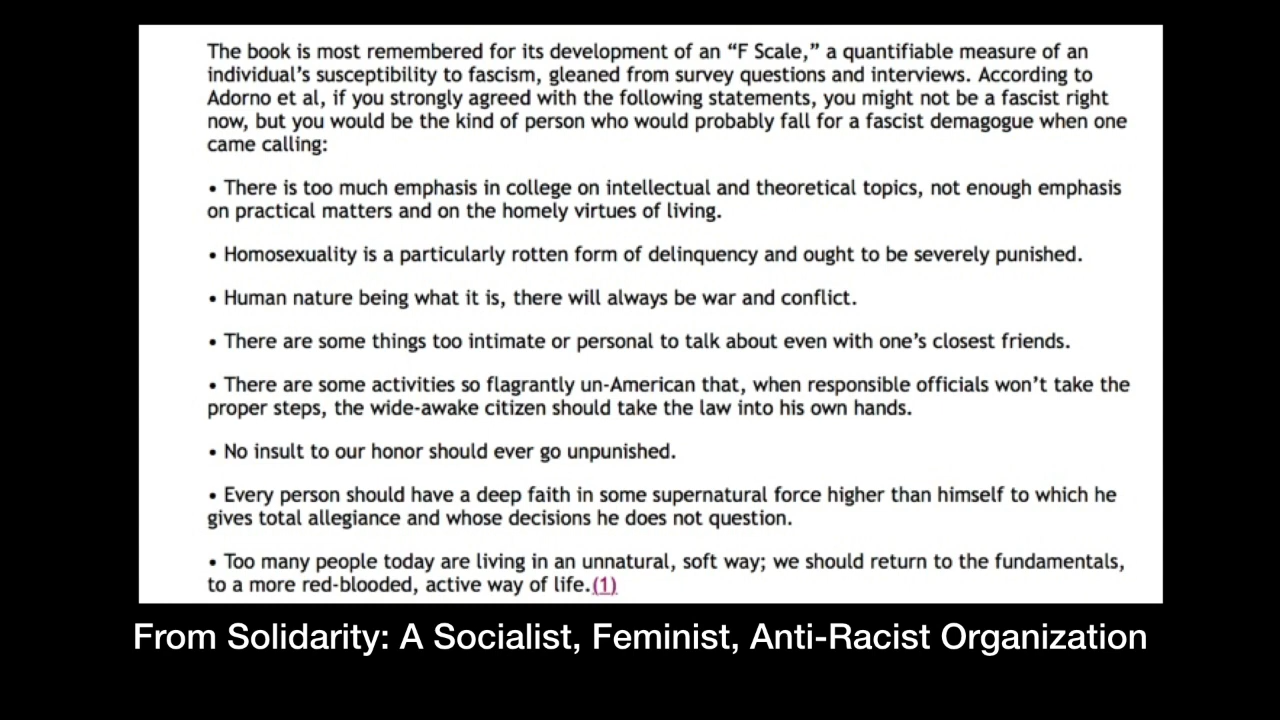 The book is most remembered for its development of an “F Scale,” a quantifiable measure of an
individual’s susceptibility to fascism, gleaned from survey questions and interviews. According to
Adorno et al, if you strongly agreed with the following statements, you might not be a fascist right
now, but you would be the kind of person who would probably fall for a fascist demagogue when one
came calling:
• There is too much emphasis in college on intellectual and theoretical topics, not enough emphasis
on practical matters and on the homely virtues of living.
• Homosexuality is a particularly rotten form of delinquency and ought to be severely punished.
• Human nature being what it is, there will always be war and conflict.
• There are some things too intimate or personal to talk about even with one’s closest friends.
• There are some activities so flagrantly un-American that, when responsible officials won’t take the
proper steps, the wide-awake citizen should take the law into his own hands.
• No insult to our honor should ever go unpunished.
• Every person should have a deep faith in some supernatural force higher than himself to which he
gives total allegiance and whose decisions he does not question.
• Too many people today are living in an unnatural, soft way; we should return to the fundamentals,
to a more red-blooded, active way of life.(1)
From Solidarity: A Socialist, Feminist, Anti-Racist Organization